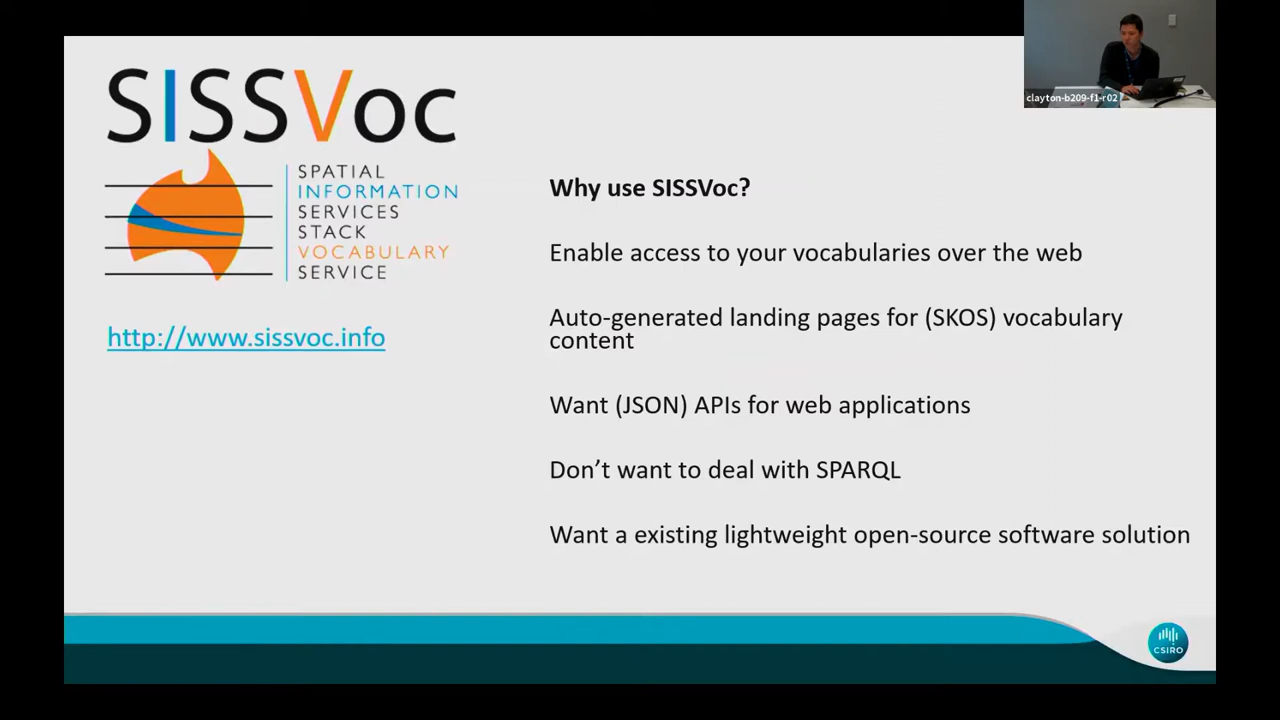 SISSVoc
SPATIAL
INFORMATION
SERVICES
STACK
VOCABULARY
SERVICE
http://www.sissvoc.info
Why use SISSVoc?
Enable access to your vocabularies over the web
Auto-generated landing pages for (SKOS) vocabulary
content
Want (JSON) APIs for web applications
Don’t want to deal with SPARQL
Want a existing lightweight open-source software solution
clayton-b209-f1-r02
CSIRO